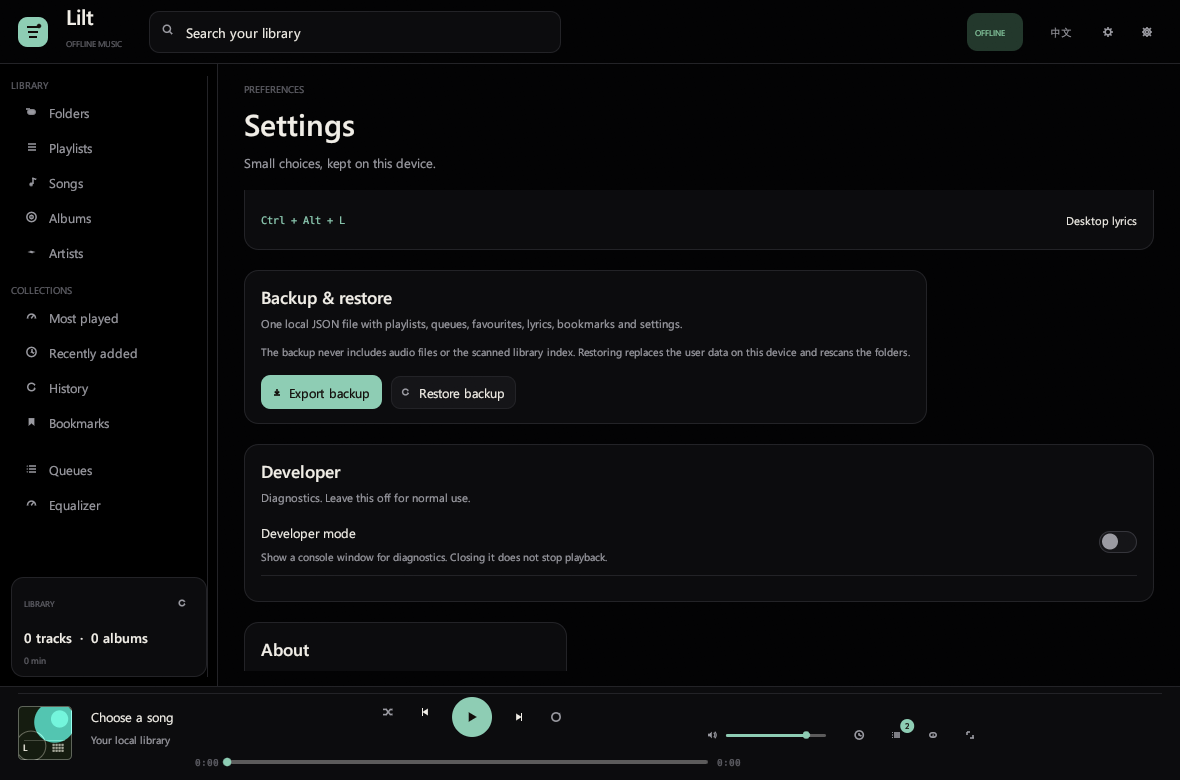 Lilt
OFFLINE MUSIC
Search your library
OFFLINE
中文
LIBRARY
Folders
Playlists
Songs
Albums
Artists
COLLECTIONS
Most played
Recently added
History
Bookmarks
Queues
Equalizer
LIBRARY
0 tracks · 0 albums
0 min
PREFERENCES
Settings
Small choices, kept on this device.
Ctrl + Alt + L
Desktop lyrics
Backup & restore
One local JSON file with playlists, queues, favourites, lyrics, bookmarks and settings.
The backup never includes audio files or the scanned library index. Restoring replaces the user data on this device and rescans the folders.
Export backup
Restore backup
Developer
Diagnostics. Leave this off for normal use.
Developer mode
Show a console window for diagnostics. Closing it does not stop playback.
About
L
Choose a song
Your local library
0:00
0:00
2